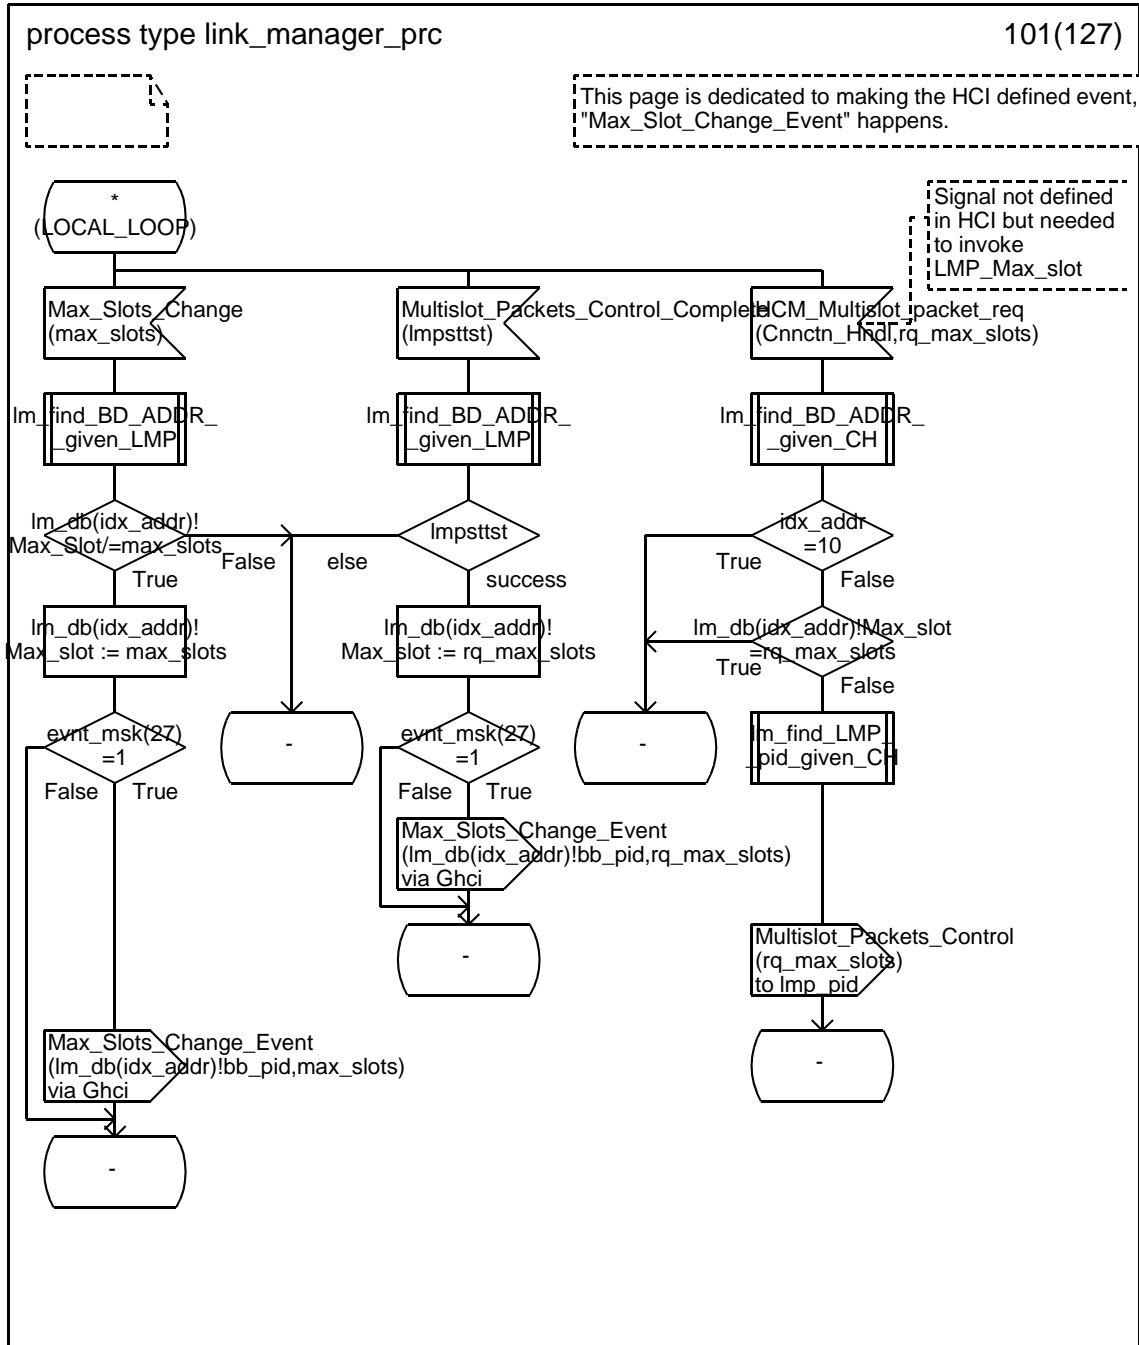 process type link_manager_prc
101(127)
This page is dedicated to making the HCI defined event,
"Max_Slot_Change_Event" happens.
*
(LOCAL_LOOP)
Signal not defined
in HCI but needed
to invoke
LMP_Max_slot
Max_Slots_Change
(max_slots)
Multislot_Packets_Control_Complete
(lmpsttst)
HCM_Multislot_packet_req
(Cnnctn_Hndl,rq_max_slots)
lm_find_BD_ADDR_
_given_LMP
lm_find_BD_ADDR_
_given_LMP
lm_find_BD_ADDR_
_given_CH
lm_db(idx_addr)!
Max_Slot/=max_slots
False
True
lmpsttst
else
success
idx_addr
=10
True
False
lm_db(idx_addr)!
Max_slot := max_slots
lm_db(idx_addr)!
Max_slot := rq_max_slots
lm_db(idx_addr)!Max_slot
=rq_max_slots
True
False
evnt_msk(27)
=1
False
True
-
evnt_msk(27)
=1
False
True
-
lm_find_LMP_
_pid_given_CH
Max_Slots_Change_Event
(lm_db(idx_addr)!bb_pid,rq_max_slots)
via Ghci
-
Multislot_Packets_Control
(rq_max_slots)
to lmp_pid
-
Max_Slots_Change_Event
(lm_db(idx_addr)!bb_pid,max_slots)
via Ghci
-